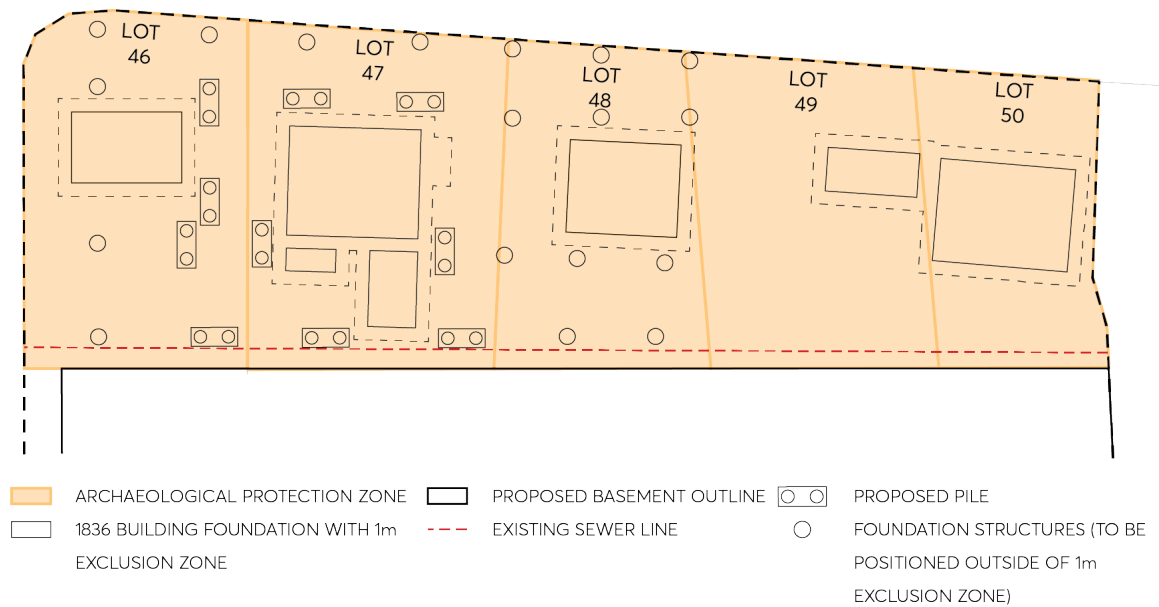 LOT
46
LOT
47
LOT
48
LOT
49
LOT
50
ARCHAEOLOGICAL PROTECTION ZONE
1836 BUILDING FOUNDATION WITH 1m
EXCLUSION ZONE
PROPOSED BASEMENT OUTLINE
EXISTING SEWER LINE
PROPOSED PILE
FOUNDATION STRUCTURES (TO BE
POSITIONED OUTSIDE OF 1m
EXCLUSION ZONE)